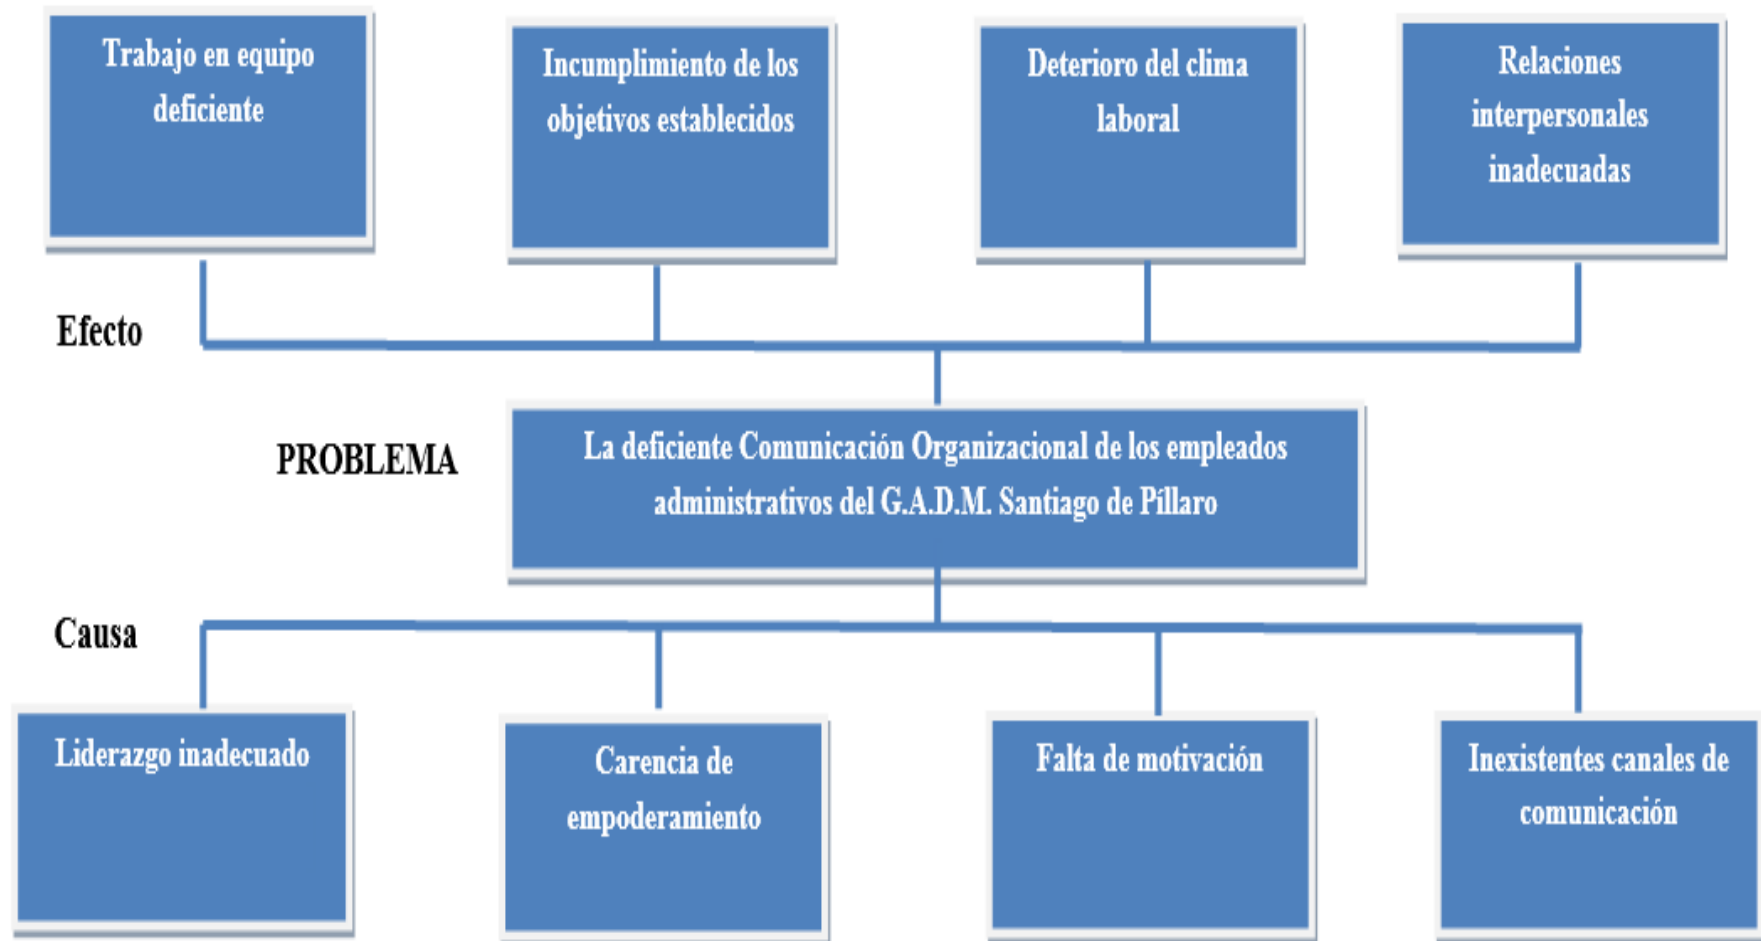 Trabajo en equipo
deficiente
Incumplimiento de los
objetivos establecidos
Deterioro del clima
laboral
Relaciones
interpersonales
inadecuadas
Efecto
PROBLEMA
La deficiente Comunicación Organizacional de los empleados
administrativos del G.A.D.M. Santiago de Píllaro
Causa
Liderazgo inadecuado
Carencia de
empoderamiento
Falta de motivación
Inexistentes canales de
comunicación